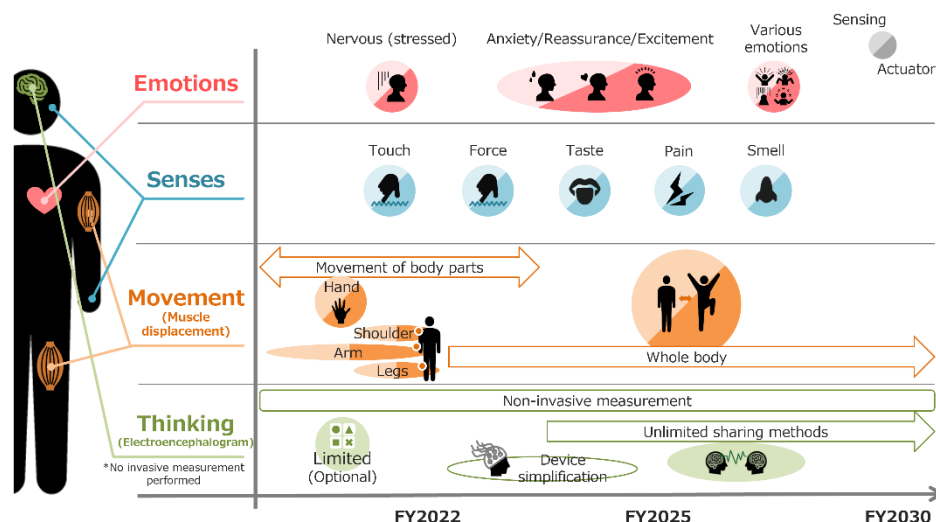 Nervous (stressed)
Anxiety/Reassurance/Excitement
Various
emotions
Sensing
Actuator
Emotions
Senses
Touch
Force
Taste
Pain
Smell
Movement
(Muscle
displacement)
Movement of body parts
Hand
Shoulder
Arm
Legs
Whole body
Thinking
(Electroencephalogram)
*No invasive measurement
performed
Non-invasive measurement
Unlimited sharing methods
Limited
(Optional)
Device
simplification
FY2022
FY2025
FY2030